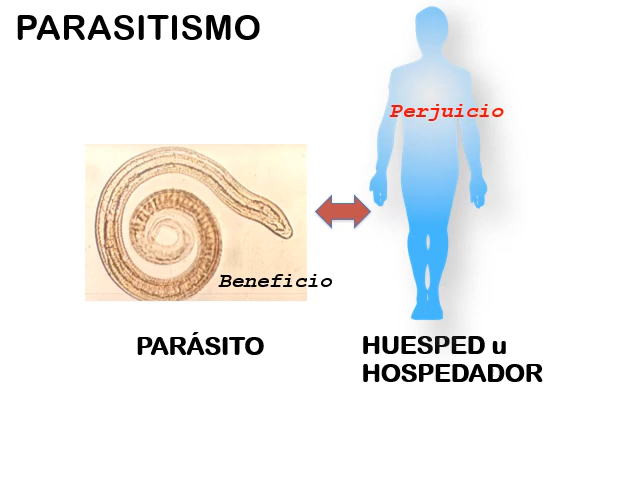 PARASITISMO
Perjuicio
Beneficio
PARÁSITO
HUESPED u
HOSPEDADOR